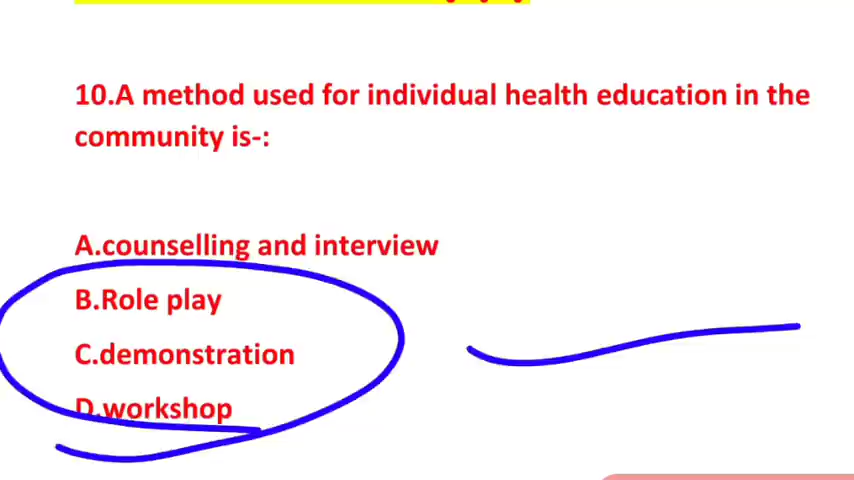 10.A method used for individual health education in the
community is-:
A.counselling and interview
B.Role play
C.demonstration
D.workshop